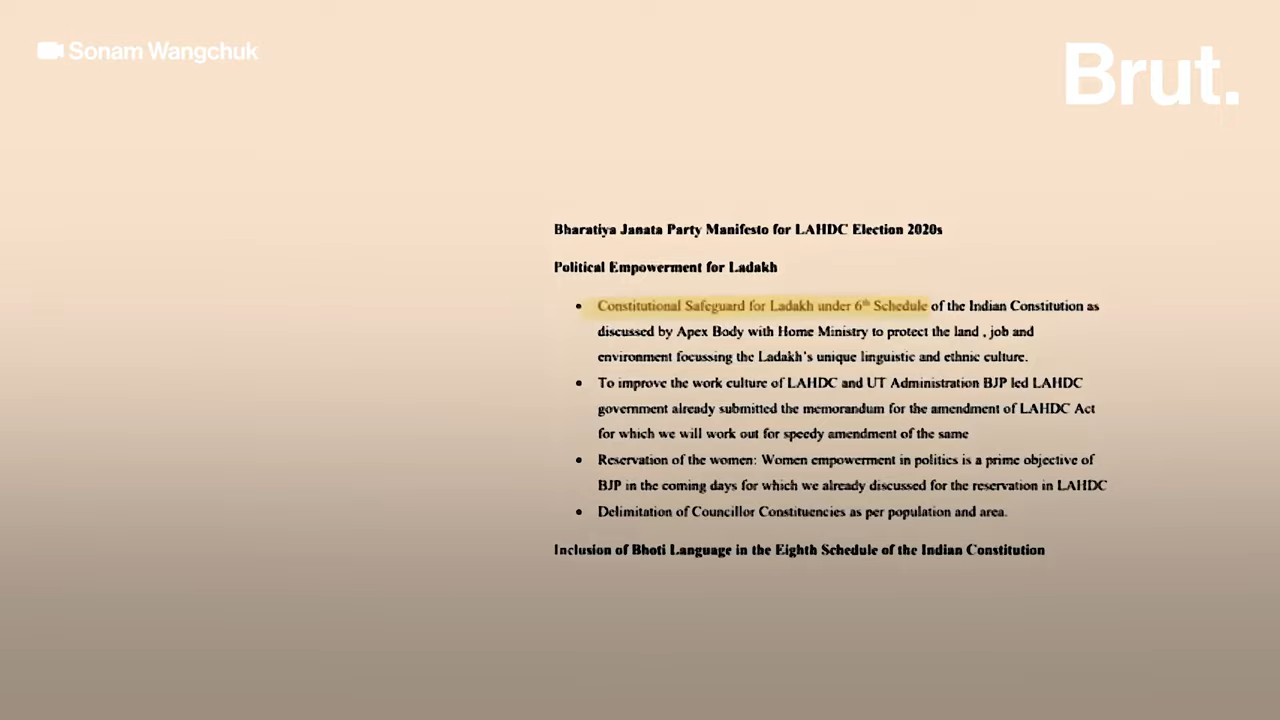 Sonam Wangchuk
Brut.
Bharatiya Janata Party Manifesto for LAHDC Election 2020s
Political Empowerment for Ladakh
• Constitutional Safeguard for Ladakh under 6th Schedule of the Indian Constitution as
discussed by Apex Body with Home Ministry to protect the land , job and
environment focussing the Ladakh's unique linguistic and ethnic culture.
• To improve the work culture of LAHDC and UT Administration BJP led LAHDC
government already submitted the memorandum for the amendment of LAHDC Act
for which we will work out for speedy amendment of the same
• Reservation of the women: Women empowerment in politics is a prime objective of
BJP in the coming days for which we already discussed for the reservation in LAHDC
• Delimitation of Councillor Constituencies as per population and area.
Inclusion of Bhoti Language in the Eighth Schedule of the Indian Constitution